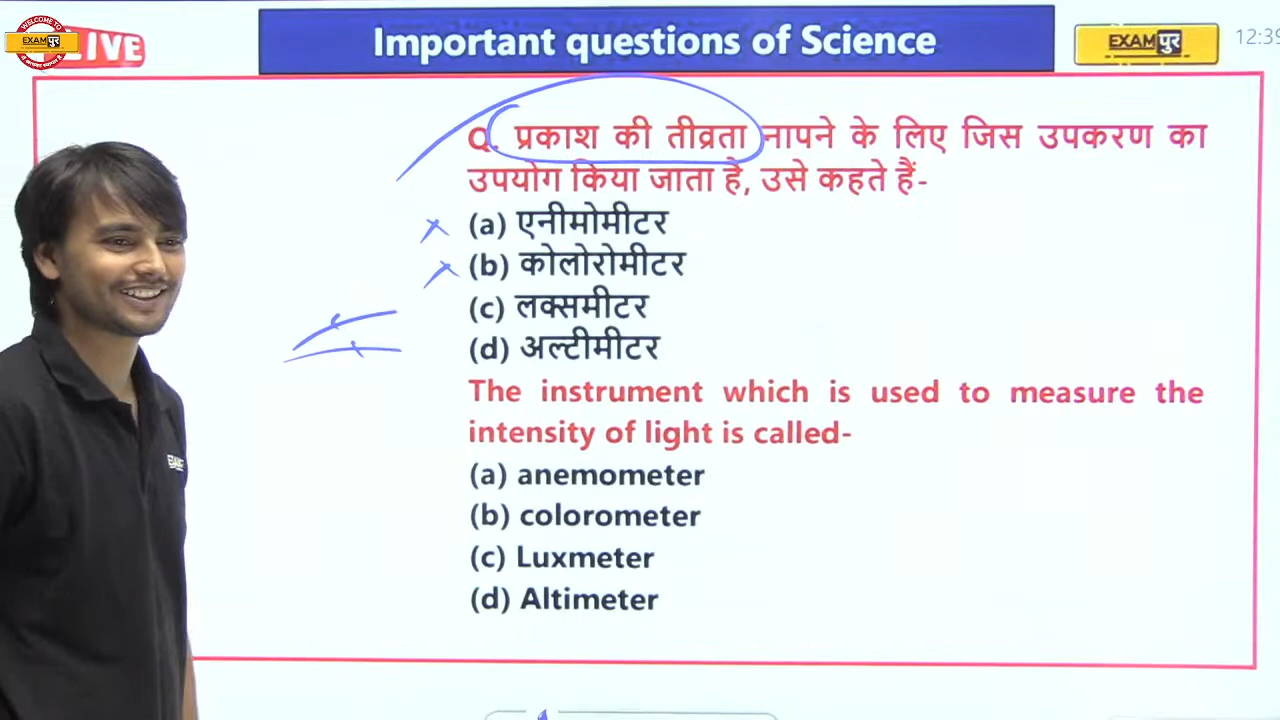 WELCOME TO
EXAMपुर
LIVE
Important questions of Science
EXAMपुर
12:39
Q. प्रकाश की तीव्रता नापने के लिए जिस उपकरण का
उपयोग किया जाता है, उसे कहते हैं-
(a) एनीमोमीटर
(b) कोलोरोमीटर
(c) लक्समीटर
(d) अल्टीमीटर
The instrument which is used to measure the
intensity of light is called-
(a) anemometer
(b) colorometer
(c) Luxmeter
(d) Altimeter